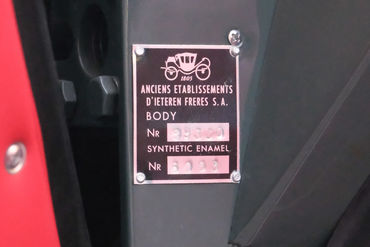 1805
ANCIENS ETABLISSEMENTS
D'IETEREN FRERES S.A.
BODY
NR
SYNTHETIC ENAMEL
NR